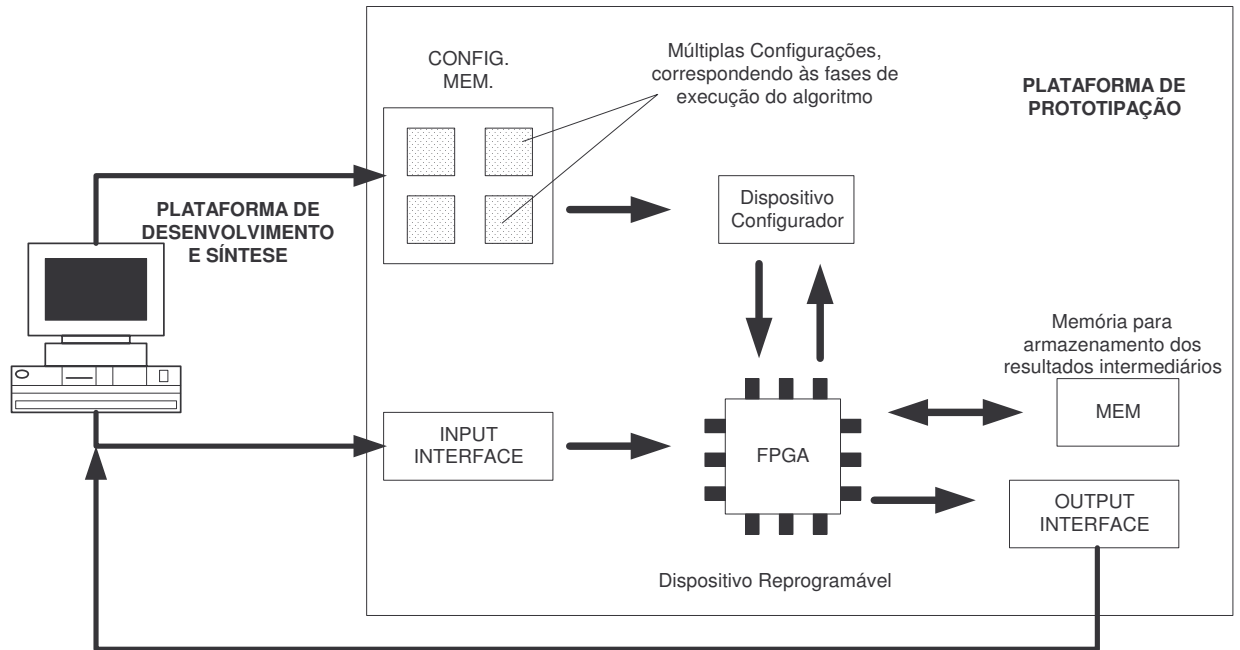 CONFIG.
MEM.
Múltiplas Configurações,
correspondendo às fases de
execução do algoritmo
PLATAFORMA DE
PROTOTIPAÇÃO
PLATAFORMA DE
DESENVOLVIMENTO
E SÍNTESE
Dispositivo
Configurador
Memória para
armazenamento dos
resultados intermediários
MEM
INPUT
INTERFACE
FPGA
OUTPUT
INTERFACE
Dispositivo Reprogramável